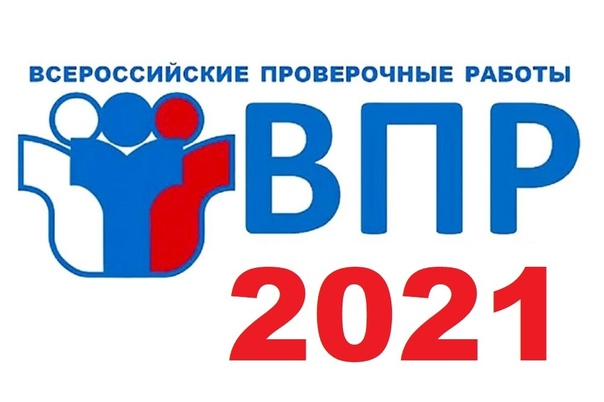 ВСЕРОССИЙСКИЕ ПРОВЕРОЧНЫЕ РАБОТЫ
ВПР
2021